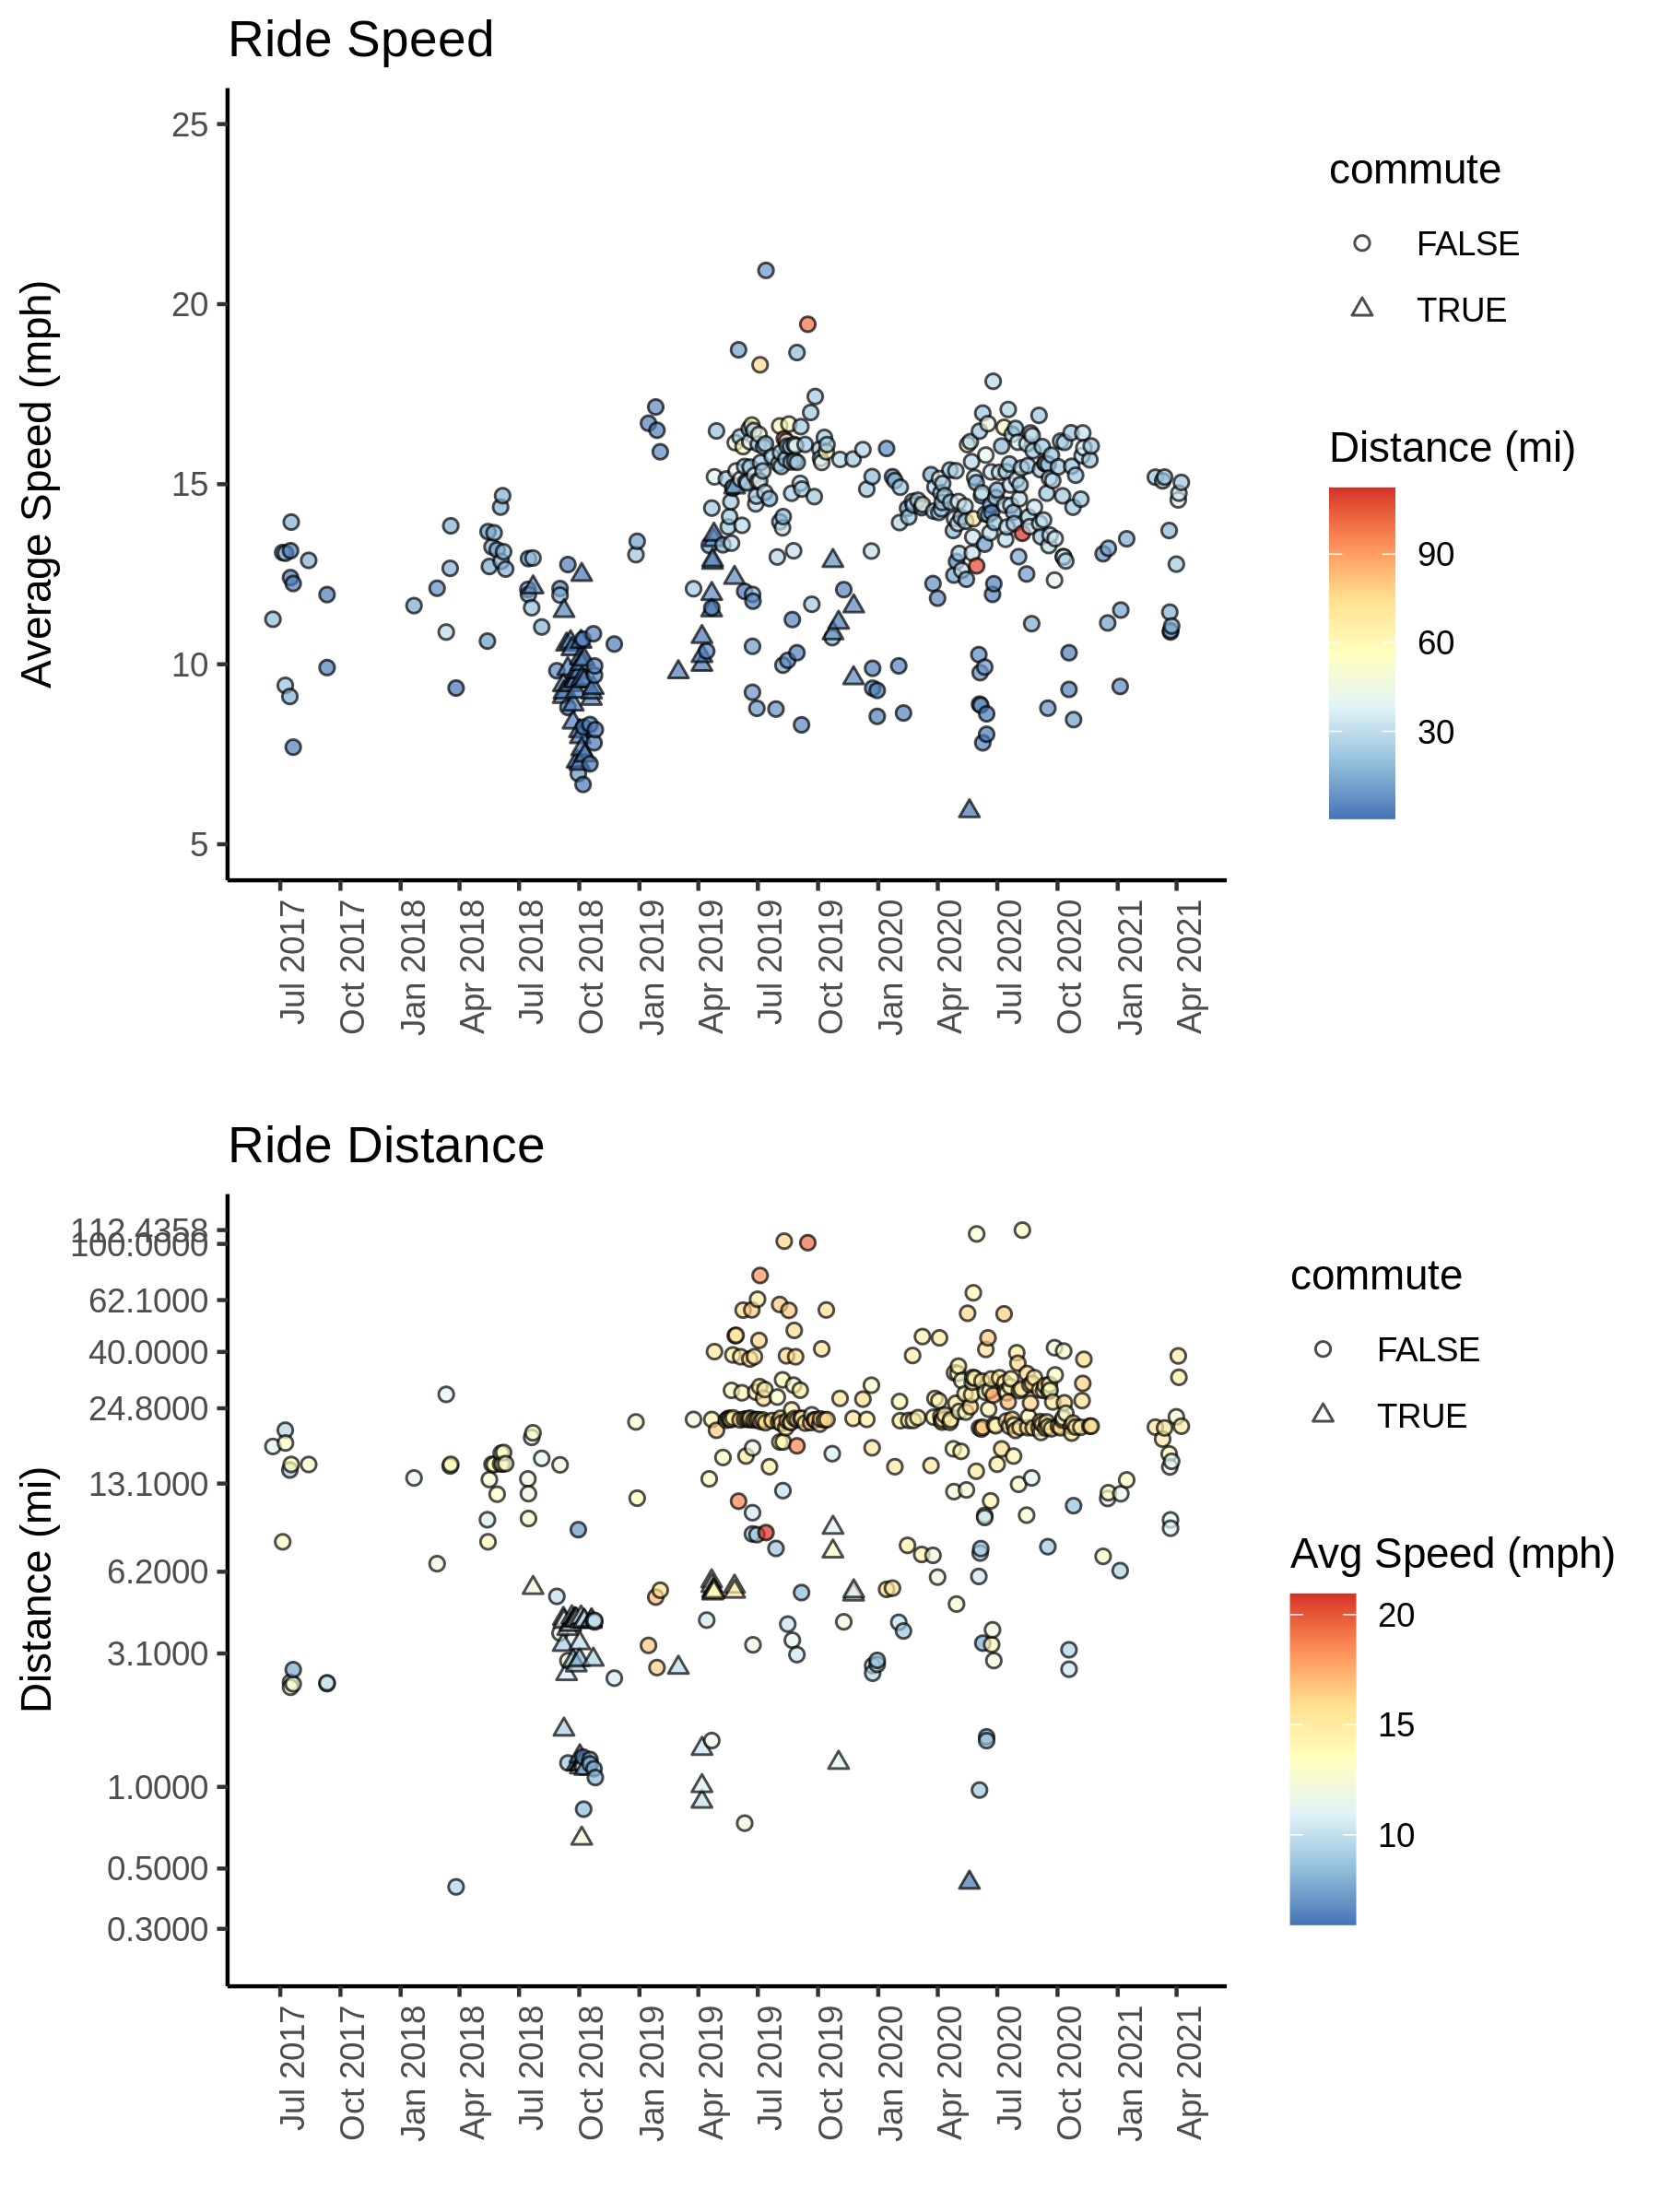 Ride Speed
Average Speed (mph)
25
20
15
10
5
Jul 2017
Oct 2017
Jan 2018
Apr 2018
Jul 2018
Oct 2018
Jan 2019
Apr 2019
Jul 2019
Oct 2019
Jan 2020
Apr 2020
Jul 2020
Oct 2020
Jan 2021
Apr 2021
commute
FALSE
TRUE
Distance (mi)
90
60
30
Ride Distance
Distance (mi)
112.4358
100.0000
62.1000
40.0000
24.8000
13.1000
6.2000
3.1000
1.0000
0.5000
0.3000
Jul 2017
Oct 2017
Jan 2018
Apr 2018
Jul 2018
Oct 2018
Jan 2019
Apr 2019
Jul 2019
Oct 2019
Jan 2020
Apr 2020
Jul 2020
Oct 2020
Jan 2021
Apr 2021
commute
FALSE
TRUE
Avg Speed (mph)
20
15
10